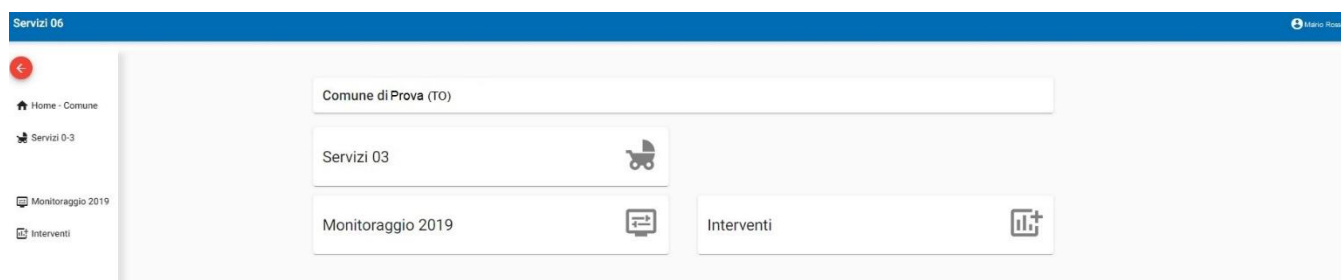 Servizi 06
Mario Rossi
Home - Comune
Servizi 0-3
Monitoraggio 2019
Interventi
Comune di Prova (TO)
Servizi 03
Monitoraggio 2019
Interventi